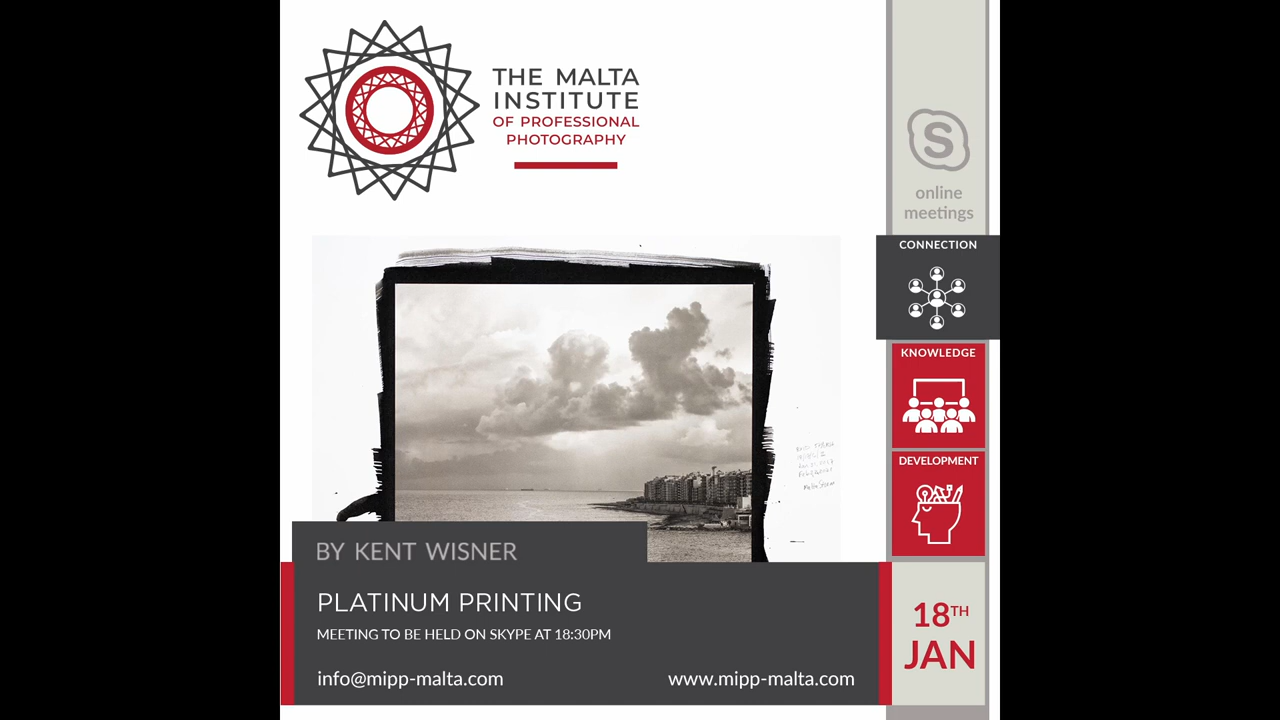 THE MALTA
INSTITUTE
OF PROFESSIONAL
PHOTOGRAPHY
S
online
meetings
CONNECTION
KNOWLEDGE
DEVELOPMENT
BY KENT WISNER
PLATINUM PRINTING
MEETING TO BE HELD ON SKYPE AT 18:30PM
info@mipp-malta.com
www.mipp-malta.com
18TH
JAN